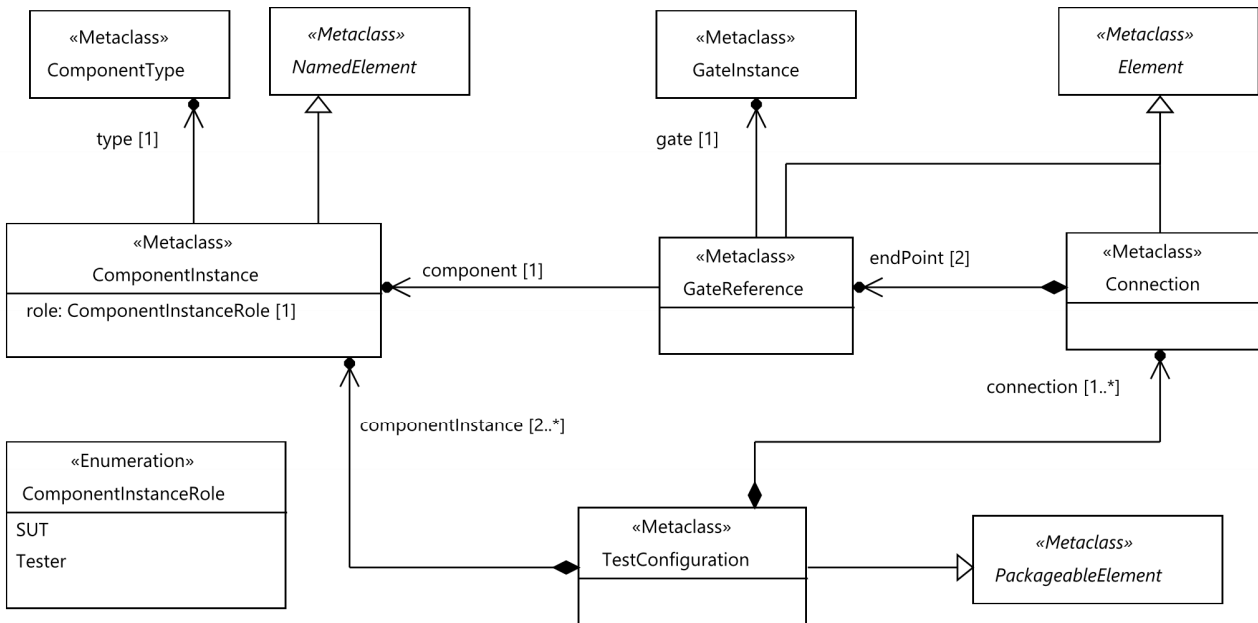 «Metaclass»
ComponentType
«Metaclass»
NamedElement
«Metaclass»
GateInstance
«Metaclass»
Element
type [1]
gate [1]
«Metaclass»
ComponentInstance
role: ComponentInstanceRole [1]
component [1]
«Metaclass»
GateReference
endPoint [2]
«Metaclass»
Connection
componentInstance [2..*]
connection [1..*]
«Enumeration»
ComponentInstanceRole
SUT
Tester
«Metaclass»
TestConfiguration
«Metaclass»
PackageableElement